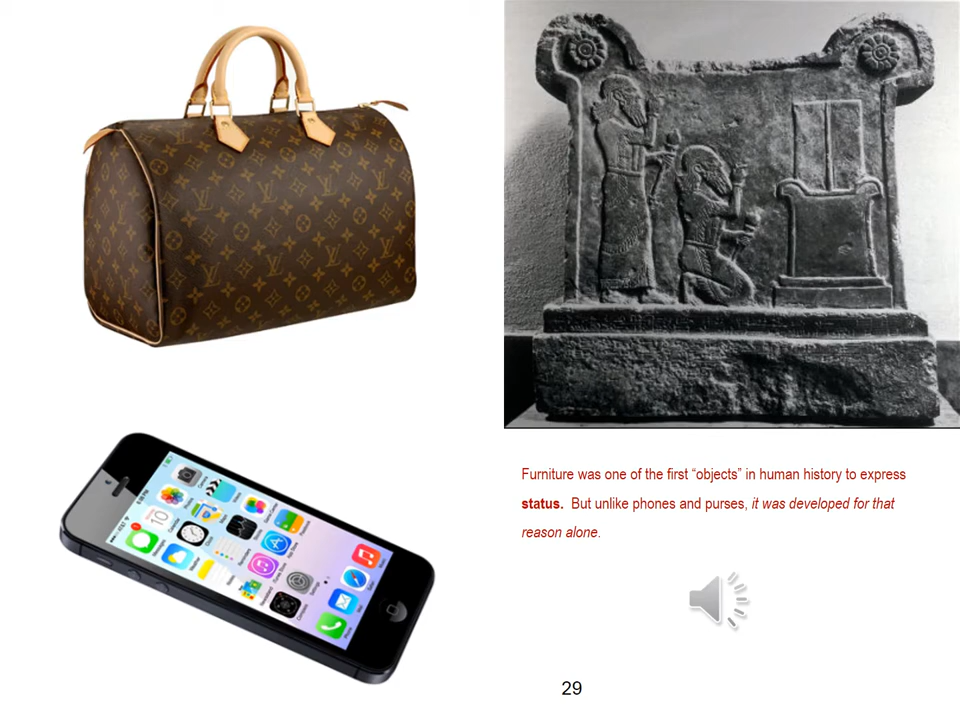 Furniture was one of the first “objects” in human history to express
status. But unlike phones and purses, it was developed for that
reason alone.
29